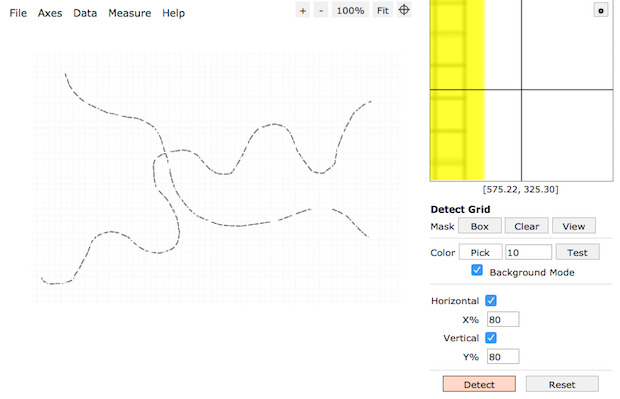 File Axes Data Measure Help + - 100% Fit
[575.22, 325.30]
Detect Grid
Mask Box Clear View
Color Pick 10 Test
Background Mode
Horizontal
X% 80
Vertical
Y% 80
Detect Reset